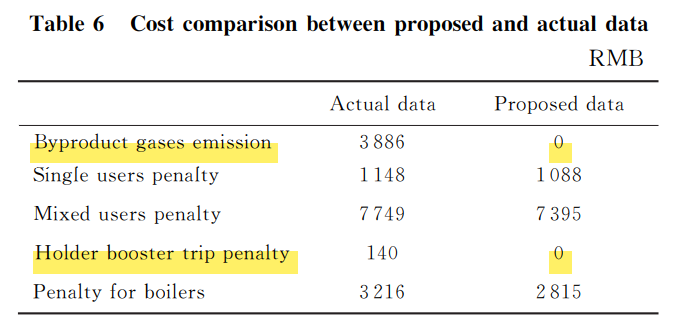 Table 6 Cost comparison between proposed and actual data
RMB
Actual data Proposed data
Byproduct gases emission 3 886 0
Single users penalty 1 148 1 088
Mixed users penalty 7 749 7 395
Holder booster trip penalty 140 0
Penalty for boilers 3 216 2 815